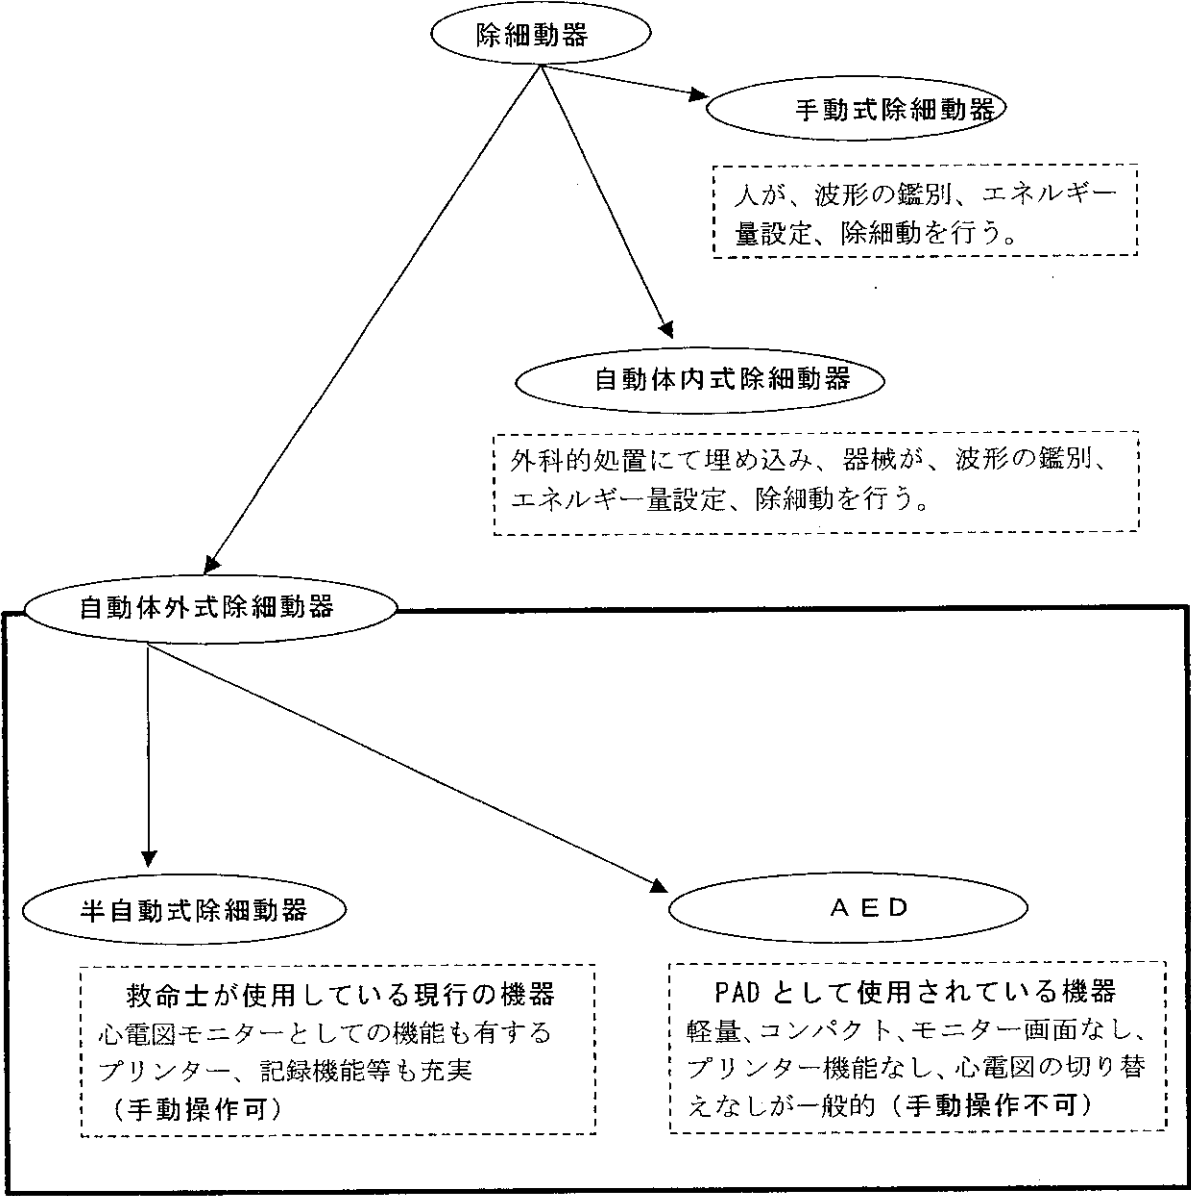 除細動器
手動式除細動器
人が、波形の鑑別、エネルギー
量設定、除細動を行う。
自動体内式除細動器
外科的処置にて埋め込み、器械が、波形の鑑別、
エネルギー量設定、除細動を行う。
自動体外式除細動器
半自動式除細動器
救命士が使用している現行の機器
心電図モニターとしての機能も有する
プリンター、記録機能等も充実
（手動操作可）
ＡＥＤ
PADとして使用されている機器
軽量、コンパクト、モニター画面なし、
プリンター機能なし、心電図の切り替
えなしが一般的（手動操作不可）